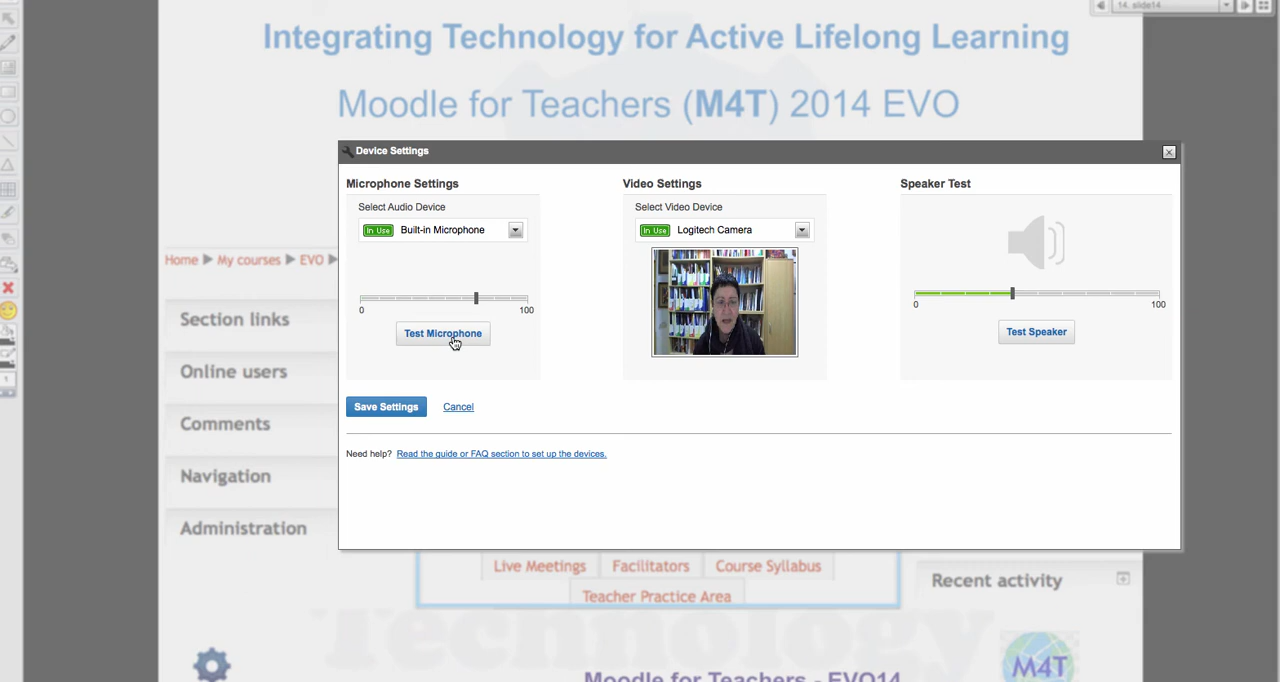 14. slide14
Integrating Technology for Active Lifelong Learning
Moodle for Teachers (M4T) 2014 EVO
Device Settings
Microphone Settings
Select Audio Device
In Use Built-in Microphone
0 100
Test Microphone
Video Settings
Select Video Device
In Use Logitech Camera
Speaker Test
0 100
Test Speaker
Save Settings Cancel
Need help? Read the guide or FAQ section to set up the devices.
Home My courses EVO
Section links
Online users
Comments
Navigation
Administration
1
Live Meetings Facilitators Course Syllabus
Teacher Practice Area
Recent activity
Technology
M4T
Moodle for Teachers - EVO14